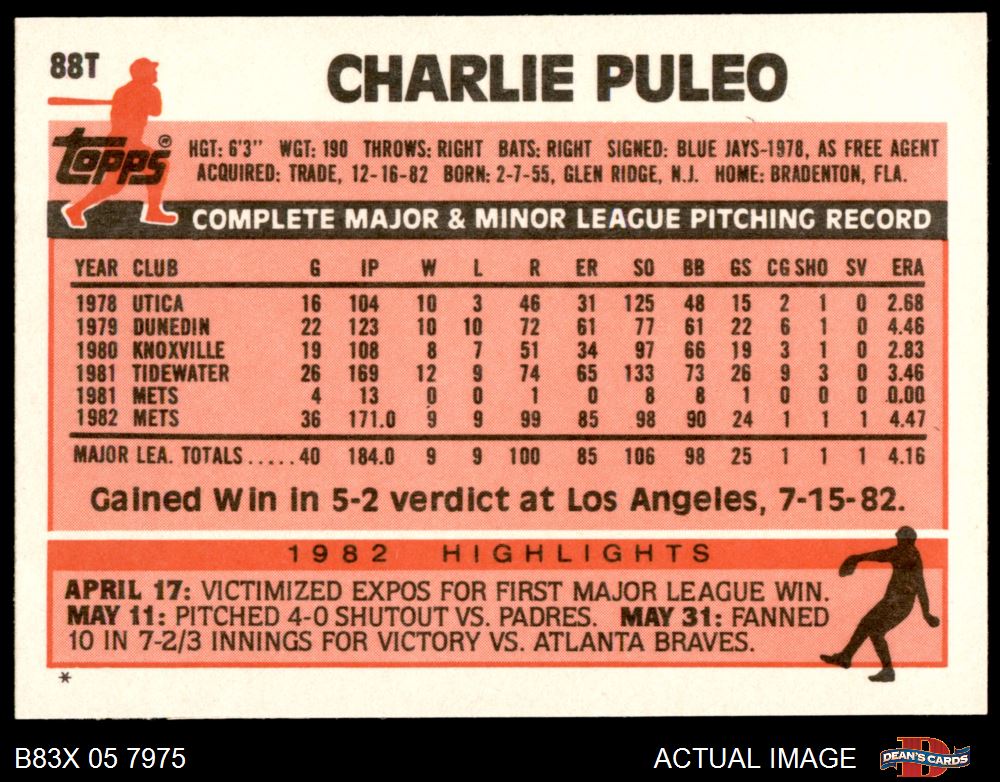 88T
CHARLIE PULEO
Topps®
HGT: 6'3" WGT: 190 THROWS: RIGHT BATS: RIGHT SIGNED: BLUE JAYS-1978, AS FREE AGENT
ACQUIRED: TRADE, 12-16-82 BORN: 2-7-55, GLEN RIDGE, N.J. HOME: BRADENTON, FLA.
COMPLETE MAJOR & MINOR LEAGUE PITCHING RECORD
YEAR CLUB G IP W L R ER SO BB GS CG SHO SV ERA
1978 UTICA 16 104 10 3 46 31 125 48 15 2 1 0 2.68
1979 DUNEDIN 22 123 10 10 72 61 77 61 22 6 1 0 4.46
1980 KNOXVILLE 19 108 8 7 51 34 97 66 19 3 1 0 2.83
1981 TIDEWATER 26 169 12 9 74 65 133 73 26 9 3 0 3.46
1981 METS 4 13 0 0 1 0 8 8 1 0 0 0 0.00
1982 METS 36 171.0 9 9 99 85 98 90 24 1 1 1 4.47
MAJOR LEA. TOTALS.....40 184.0 9 9 100 85 106 98 25 1 1 1 4.16
Gained Win in 5-2 verdict at Los Angeles, 7-15-82.
1982 HIGHLIGHTS
APRIL 17: VICTIMIZED EXPOS FOR FIRST MAJOR LEAGUE WIN.
MAY 11: PITCHED 4-0 SHUTOUT VS. PADRES. MAY 31: FANNED
10 IN 7-2/3 INNINGS FOR VICTORY VS. ATLANTA BRAVES.
*
B83X 05 7975 ACTUAL IMAGE DEAN'S CARDS